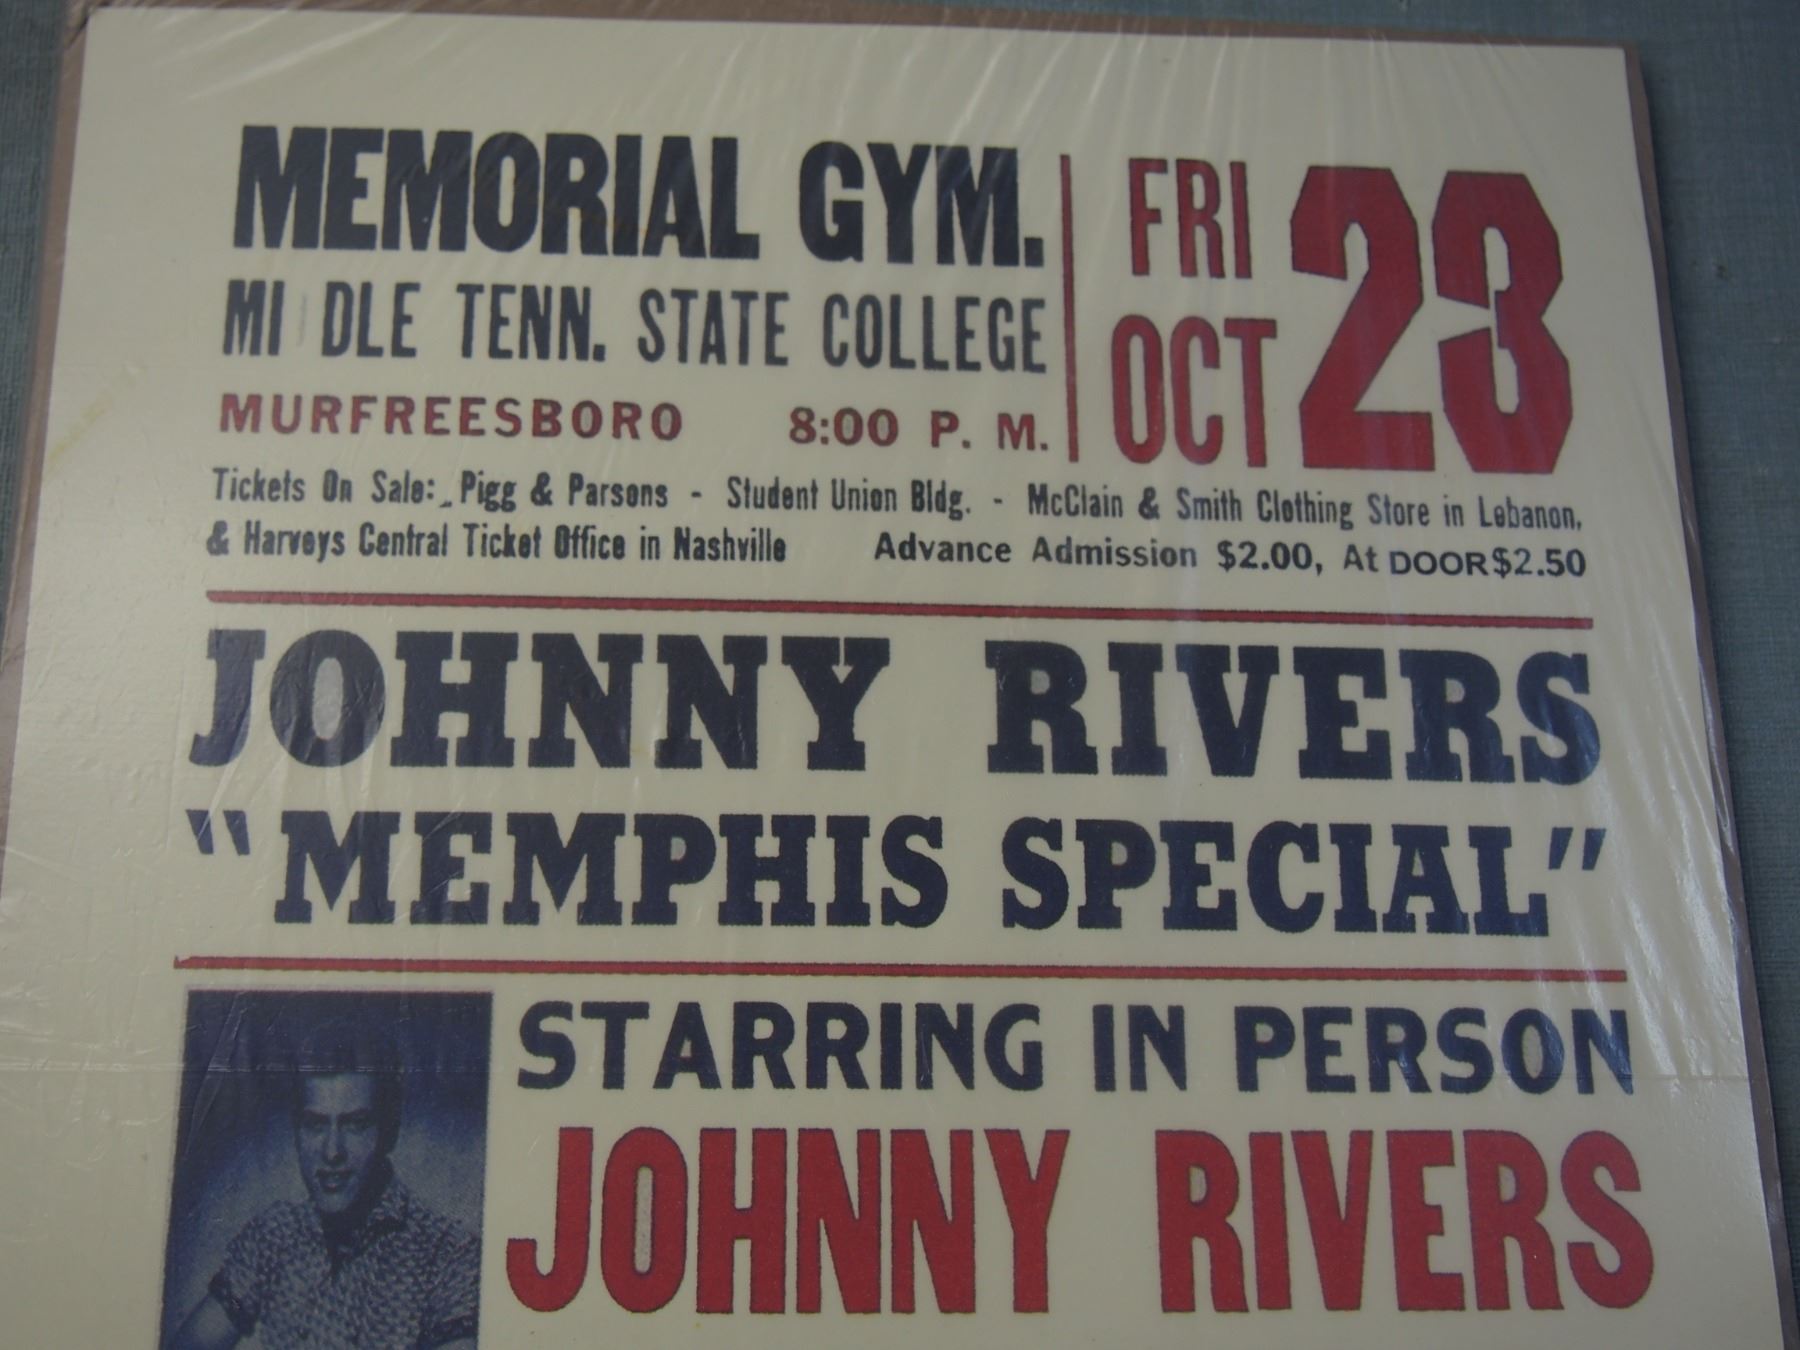 MEMORIAL GYM.
MI DLE TENN. STATE COLLEGE
MURFREESBORO 8:00 P. M.
FRI
OCT
23
Tickets On Sale: Pigg & Parsons - Student Union Bldg. - McClain & Smith Clothing Store in Lebanon,
& Harveys Central Ticket Office in Nashville Advance Admission $2.00, At DOOR $2.50
JOHNNY RIVERS
"MEMPHIS SPECIAL"
STARRING IN PERSON
JOHNNY RIVERS